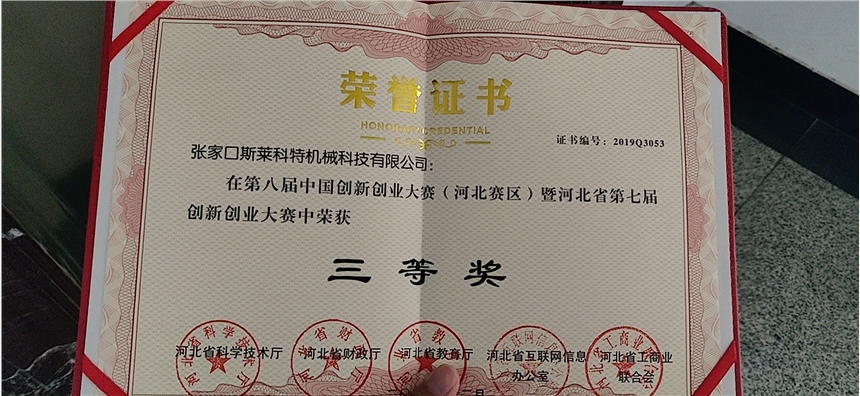 荣誉证书
HONORARY CREDENTIAL
证书编号：2019Q3053
张家口斯莱科特机械科技有限公司：
在第八届中国创新创业大赛（河北赛区）暨河北省第七届
创新创业大赛中荣获
三等奖
河北省科学技术厅 河北省财政厅 河北省教育厅 河北省互联网信息 河北省工商业
办公室 联合会